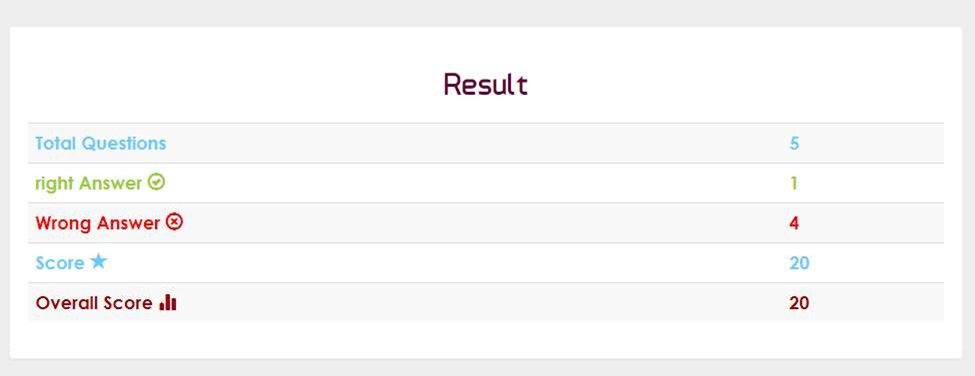 Result
Total Questions 5
right Answer 1
Wrong Answer 4
Score 20
Overall Score 20